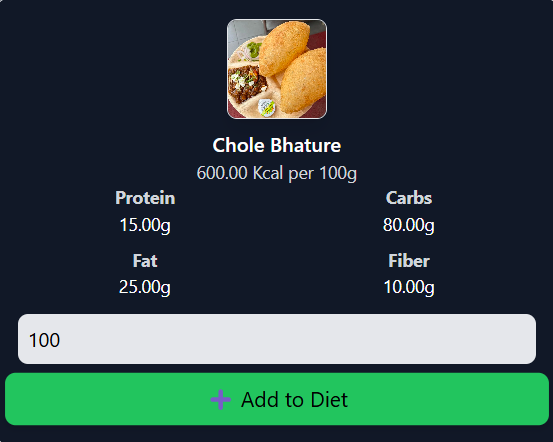 Chole Bhature
600.00 Kcal per 100g
Protein Carbs
15.00g 80.00g
Fat Fiber
25.00g 10.00g
100
Add to Diet